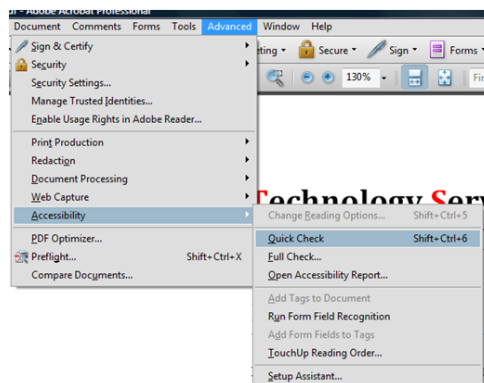 Adobe Acrobat Professional
Document Comments Forms Tools Advanced Window Help
Sign & Certify
Secure Sign Forms
Security
130%
Security Settings...
Manage Trusted Identities...
Enable Usage Rights in Adobe Reader...
Print Production
Redaction
Document Processing
Web Capture
Technology Ser
Accessibility
Change Reading Options... Shift+Ctrl+5
PDF Optimizer...
Quick Check Shift+Ctrl+6
Preflight... Shift+Ctrl+X
Full Check...
Compare Documents...
Open Accessibility Report...
Add Tags to Document
Run Form Field Recognition
Add Form Fields to Tags
TouchUp Reading Order...
Setup Assistant...